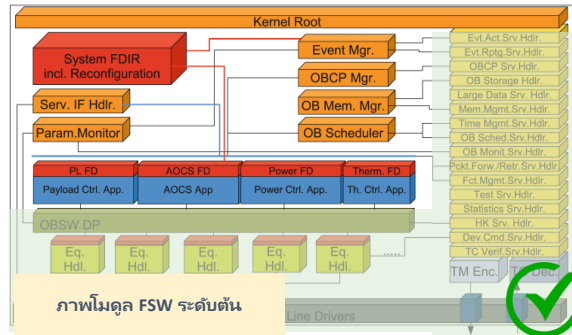 Kernel Root
System FDIR
incl. Reconfiguration
Event Mgr.
OBCP Mgr.
Serv. IF Hdlr.
OB Mem. Mgr.
Param.Monitor
OB Scheduler
Evt.Act.Srv.Hdlr.
Evt.Rptg.Srv.Hdlr.
OBCP Srv.Hdlr.
OB Storage Hdlr.
Large Data Srv. Hdlr.
Mem.Mgmt.Srv.Hdlr.
Time Mgmt.Srv.Hdlr.
OB Sched.Srv.Hdlr.
OB Monit.Srv.Hdlr.
Pckt.Forw./Retr.Srv.Hdlr.
Fct.Mgmt.Srv.Hdlr.
Test Srv.Hdlr.
Statistics Srv.Hdlr.
HK Srv. Hdlr.
Dev.Cmd.Srv.Hdlr.
TC Verif.Srv.Hdlr.
PL FD
AOCS FD
Power FD
Therm. FD
Payload Ctrl. App.
AOCS App
Power Ctrl. App.
Th. Ctrl. App.
OBSW DP
Eq.
Hdl.
Eq.
Hdl.
Eq.
Hdl.
Eq.
Hdl.
Eq.
Hdl.
TM Enc.
Dec.
Line Drivers
ภาพโมดูล FSW ระดับต้น